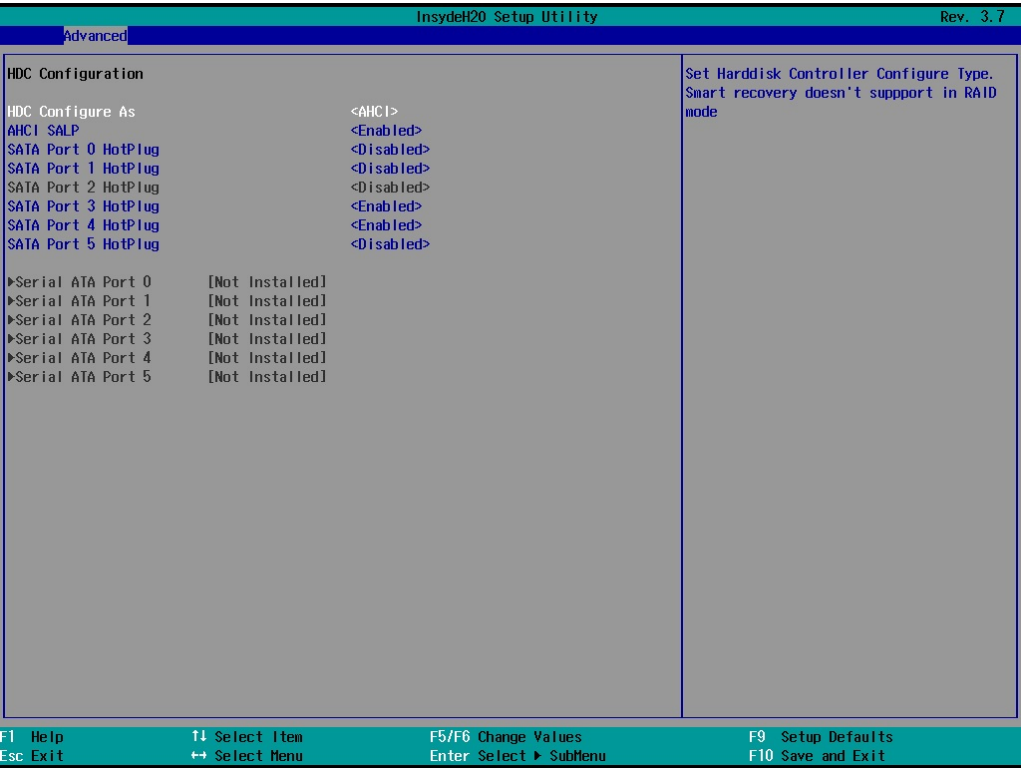 InsydeH20 Setup Utility Rev. 3.7
Advanced
HDC Configuration
HDC Configure As <AHCI>
AHCI SALP <Enabled>
SATA Port 0 HotPlug <Disabled>
SATA Port 1 HotPlug <Disabled>
SATA Port 2 HotPlug <Disabled>
SATA Port 3 HotPlug <Enabled>
SATA Port 4 HotPlug <Enabled>
SATA Port 5 HotPlug <Disabled>
▶Serial ATA Port 0 [Not Installed]
▶Serial ATA Port 1 [Not Installed]
▶Serial ATA Port 2 [Not Installed]
▶Serial ATA Port 3 [Not Installed]
▶Serial ATA Port 4 [Not Installed]
▶Serial ATA Port 5 [Not Installed]
Set Harddisk Controller Configure Type.
Smart recovery doesn't suppport in RAID
mode
F1 Help ↑↓ Select Item F5/F6 Change Values F9 Setup Defaults
Esc Exit ↔ Select Menu Enter Select ▶ SubMenu F10 Save and Exit